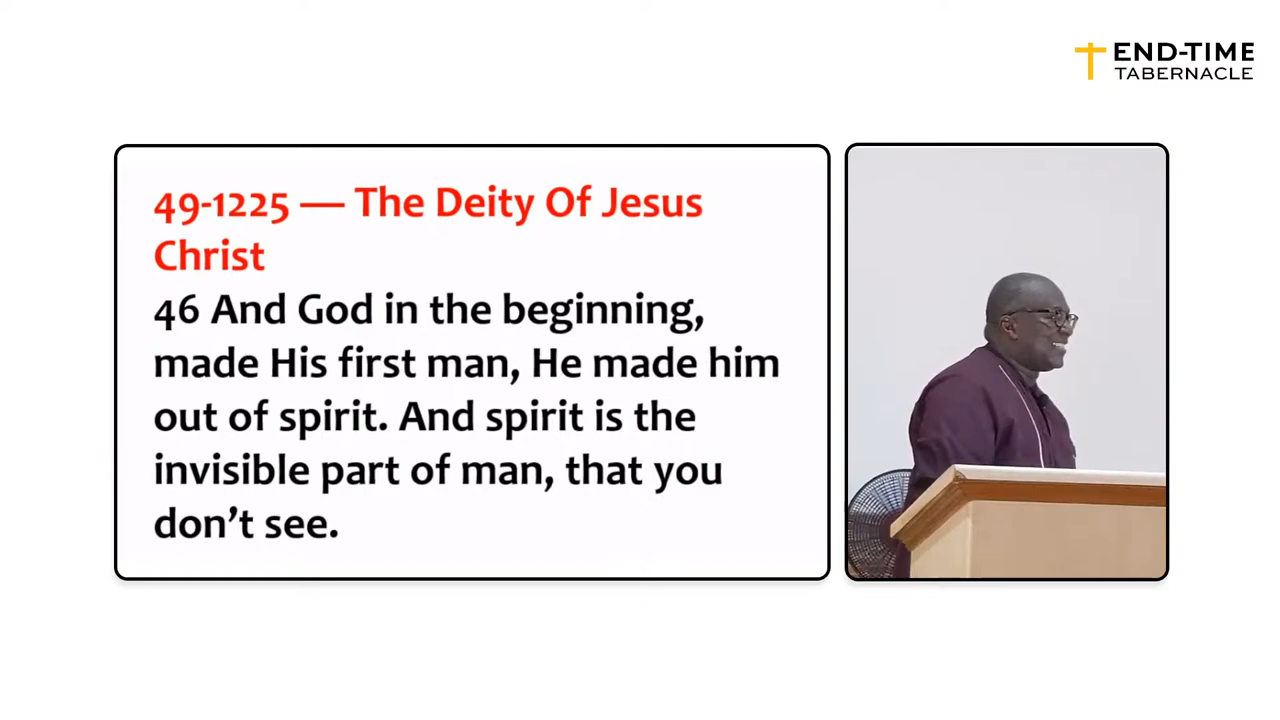 END-TIME
TABERNACLE
49-1225 — The Deity Of Jesus
Christ
46 And God in the beginning,
made His first man, He made him
out of spirit. And spirit is the
invisible part of man, that you
don’t see.